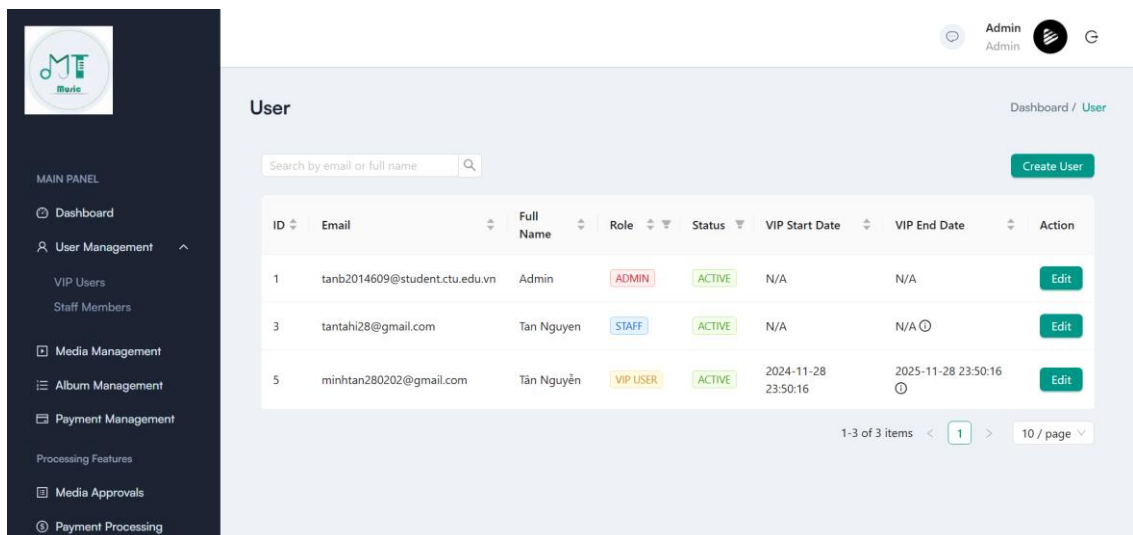 MT
Music
Admin
Admin
User
Dashboard / User
MAIN PANEL
Dashboard
User Management
VIP Users
Staff Members
Media Management
Album Management
Payment Management
Processing Features
Media Approvals
Payment Processing
Search by email or full name
Create User
ID Email Full Name Role Status VIP Start Date VIP End Date Action
1 tanb2014609@student.ctu.edu.vn Admin ADMIN ACTIVE N/A N/A Edit
3 tantahi28@gmail.com Tan Nguyen STAFF ACTIVE N/A N/A Edit
5 minhtan280202@gmail.com Tân Nguyễn VIP USER ACTIVE 2024-11-28 23:50:16 2025-11-28 23:50:16 Edit
1-3 of 3 items < 1 > 10 / page